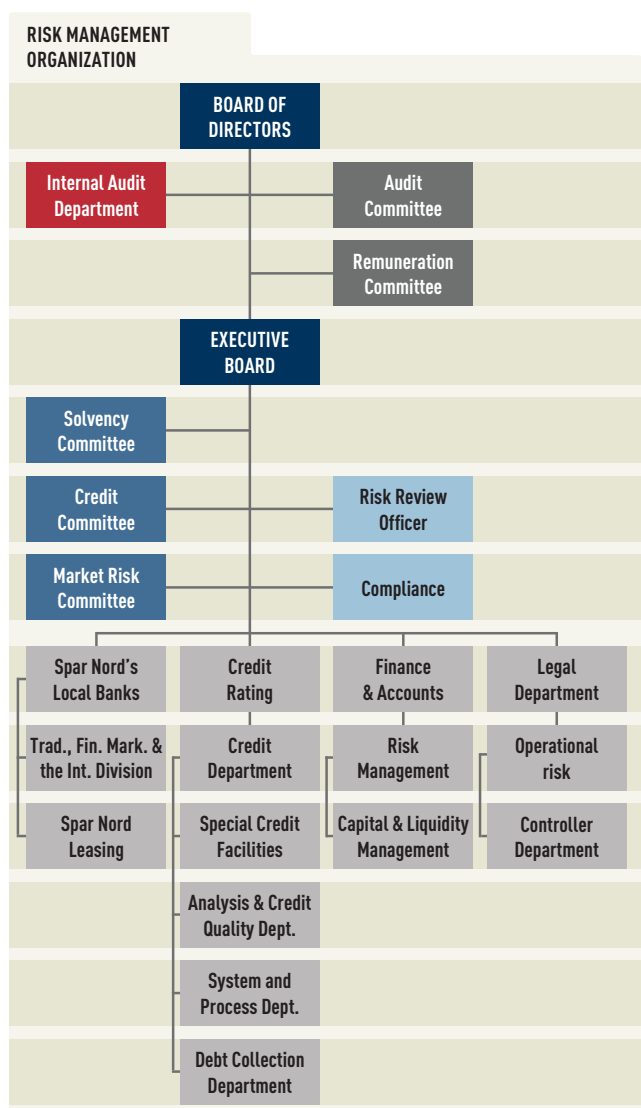 RISK MANAGEMENT
ORGANIZATION
BOARD OF
DIRECTORS
Internal Audit
Department
Audit
Committee
Remuneration
Committee
EXECUTIVE
BOARD
Solvency
Committee
Credit
Committee
Risk Review
Officer
Market Risk
Committee
Compliance
Spar Nord's
Local Banks
Credit
Rating
Finance
& Accounts
Legal
Department
Trad., Fin. Mark. &
the Int. Division
Credit
Department
Risk
Management
Operational
risk
Spar Nord
Leasing
Special Credit
Facilities
Capital & Liquidity
Management
Controller
Department
Analysis & Credit
Quality Dept.
System and
Process Dept.
Debt Collection
Department